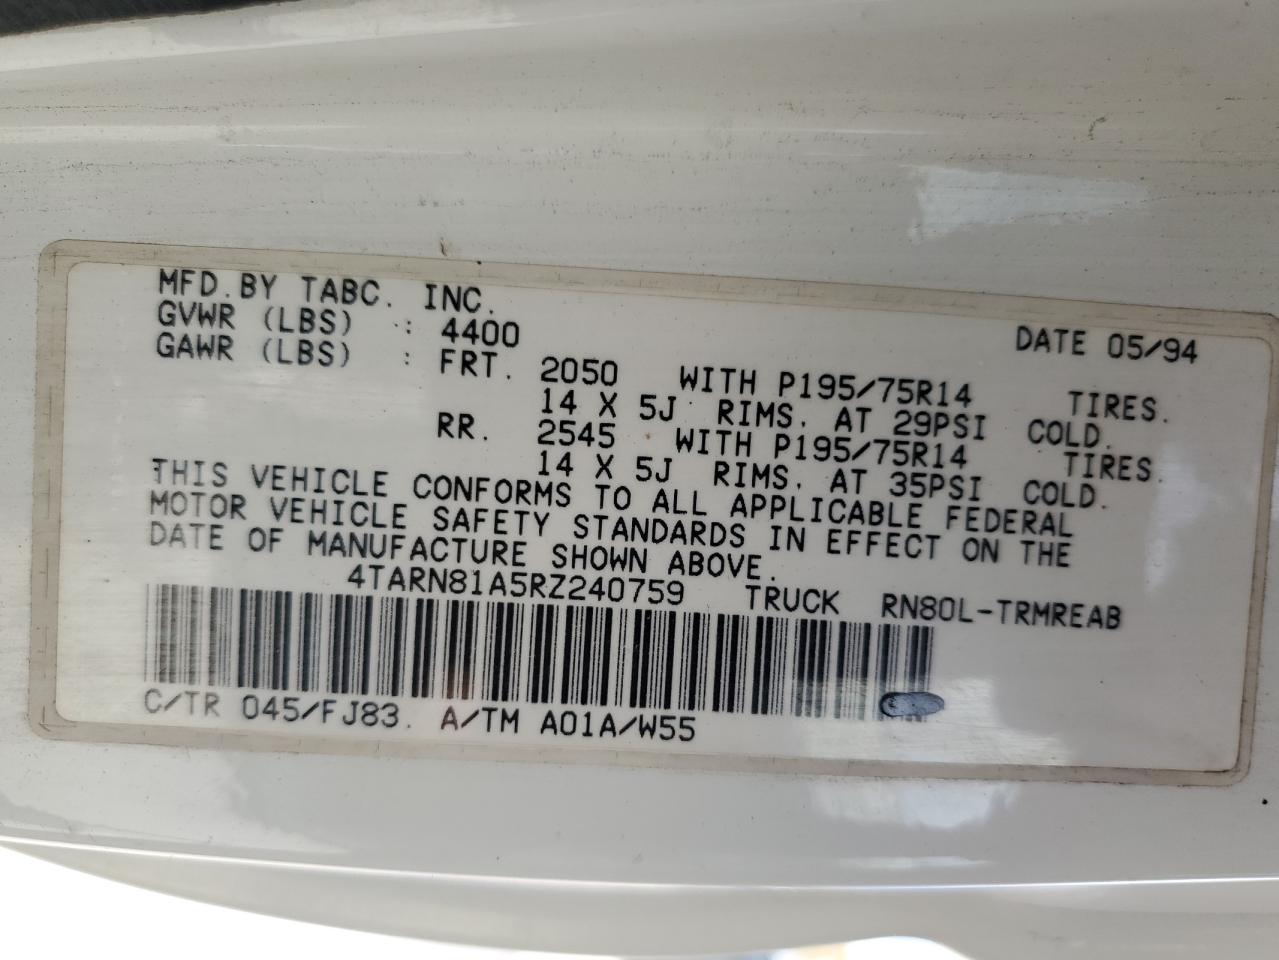 MFD.BY TABC. INC. DATE 05/94
GVWR (LBS) : 4400
GAWR (LBS) : FRT. 2050 WITH P195/75R14 TIRES.
14 X 5J RIMS. AT 29PSI COLD.
RR. 2545 WITH P195/75R14 TIRES.
14 X 5J RIMS. AT 35PSI COLD.
THIS VEHICLE CONFORMS TO ALL APPLICABLE FEDERAL
MOTOR VEHICLE SAFETY STANDARDS IN EFFECT ON THE
DATE OF MANUFACTURE SHOWN ABOVE.
4TARN81A5RZ240759 TRUCK RN80L-TRMREAB
C/TR 045/FJ83. A/TM A01A/W55